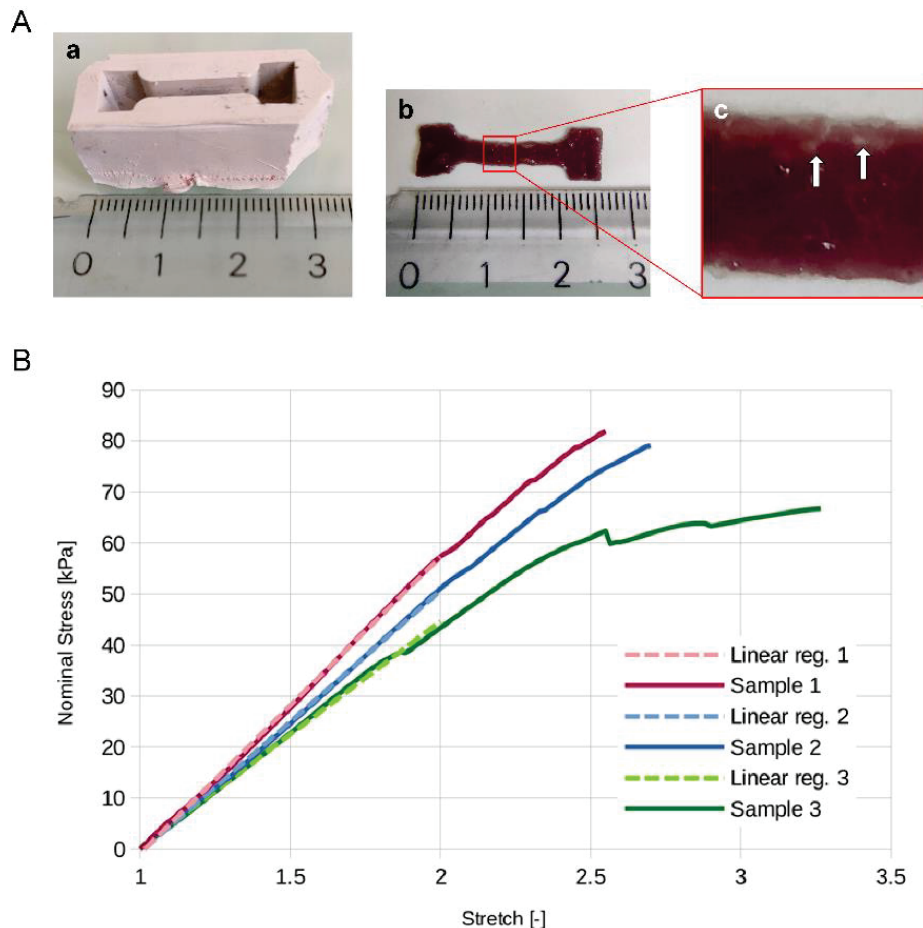 A
a
0 1 2 3
b
0 1 2 3
c
B
90
80
70
60
50
40
30
20
10
0
Nominal Stress [kPa]
1 1.5 2 2.5 3 3.5
Stretch [-]
Linear reg. 1
Sample 1
Linear reg. 2
Sample 2
Linear reg. 3
Sample 3